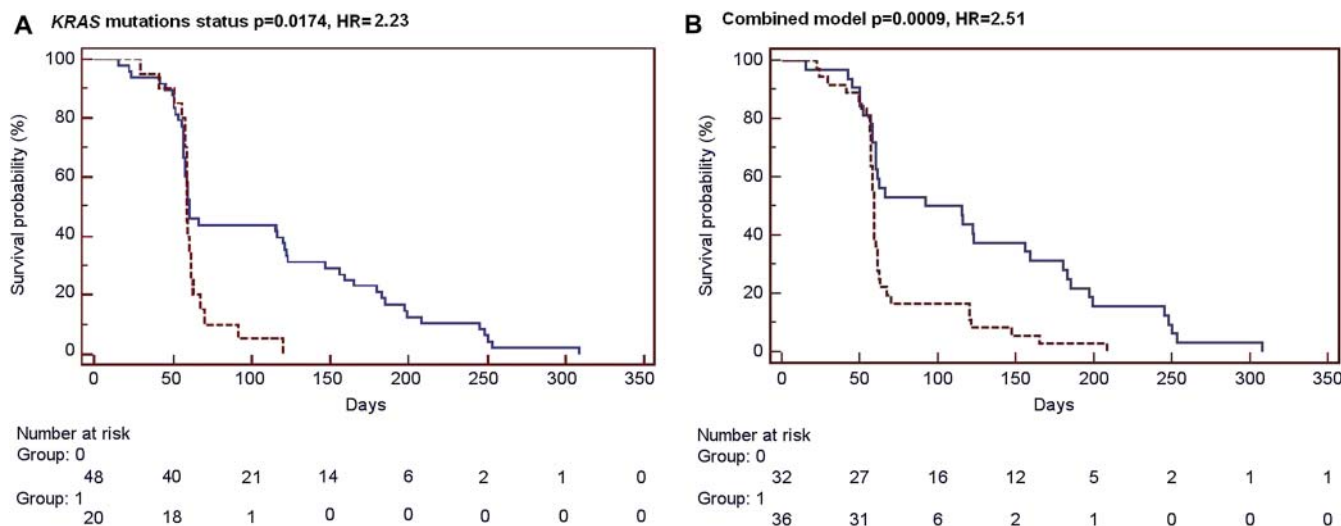 A KRAS mutations status p=0.0174, HR=2.23
Survival probability (%)
100
80
60
40
20
0
0 50 100 150 200 250 300 350
Days
Number at risk
Group: 0
48 40 21 14 6 2 1 0
Group: 1
20 18 1 0 0 0 0 0
B Combined model p=0.0009, HR=2.51
Survival probability (%)
100
80
60
40
20
0
0 50 100 150 200 250 300 350
Days
Number at risk
Group: 0
32 27 16 12 5 2 1 1
Group: 1
36 31 6 2 1 0 0 0